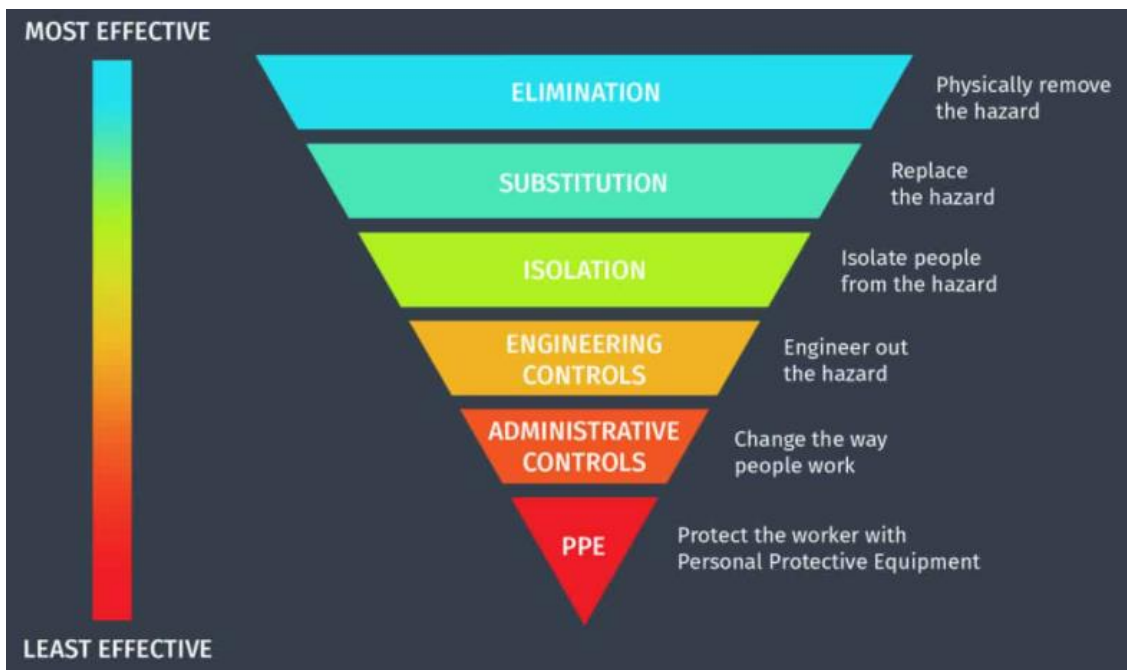 MOST EFFECTIVE
ELIMINATION
Physically remove
the hazard
SUBSTITUTION
Replace
the hazard
ISOLATION
Isolate people
from the hazard
ENGINEERING
CONTROLS
Engineer out
the hazard
ADMINISTRATIVE
CONTROLS
Change the way
people work
PPE
Protect the worker with
Personal Protective Equipment
LEAST EFFECTIVE